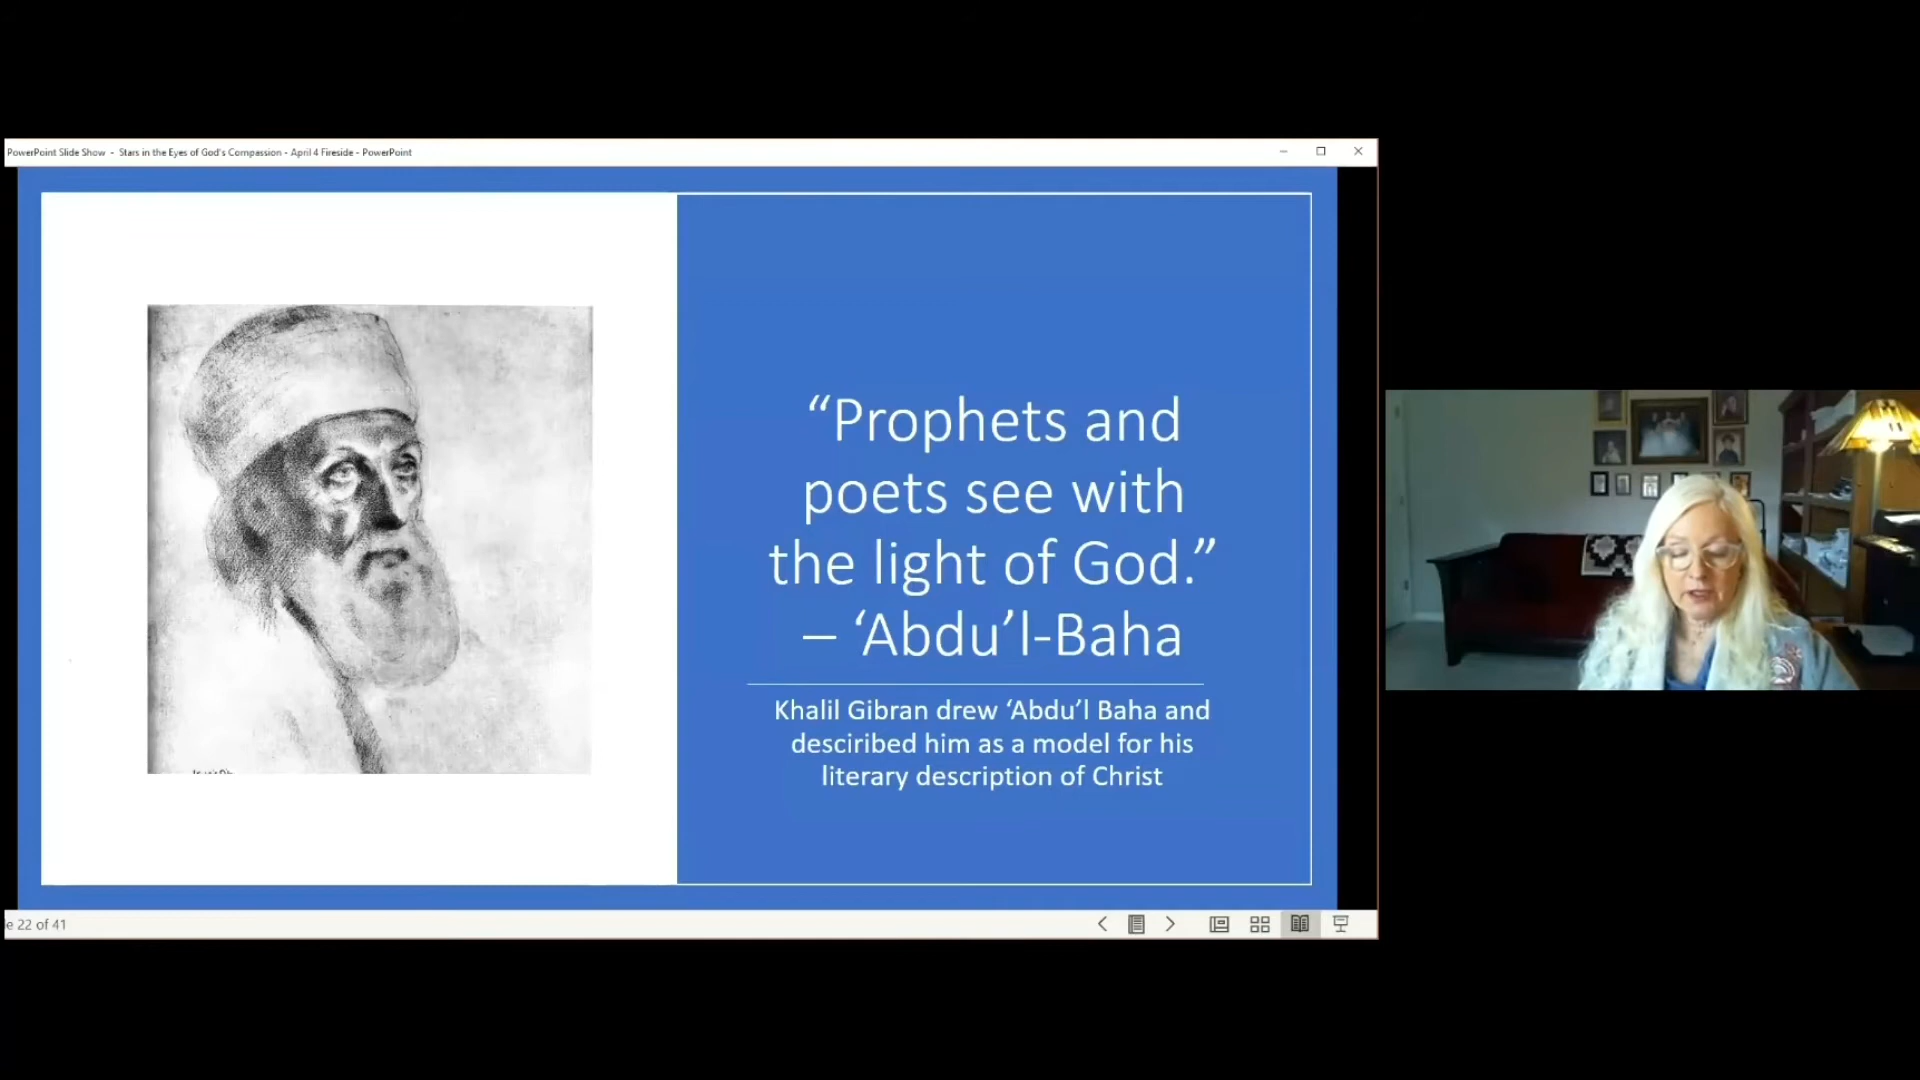 PowerPoint Slide Show - Stars in the Eyes of God's Compassion - April 4 Fireside - PowerPoint
“Prophets and
poets see with
the light of God.”
– ‘Abdu’l-Baha
Khalil Gibran drew ‘Abdu’l Baha and
desciribed him as a model for his
literary description of Christ
e 22 of 41